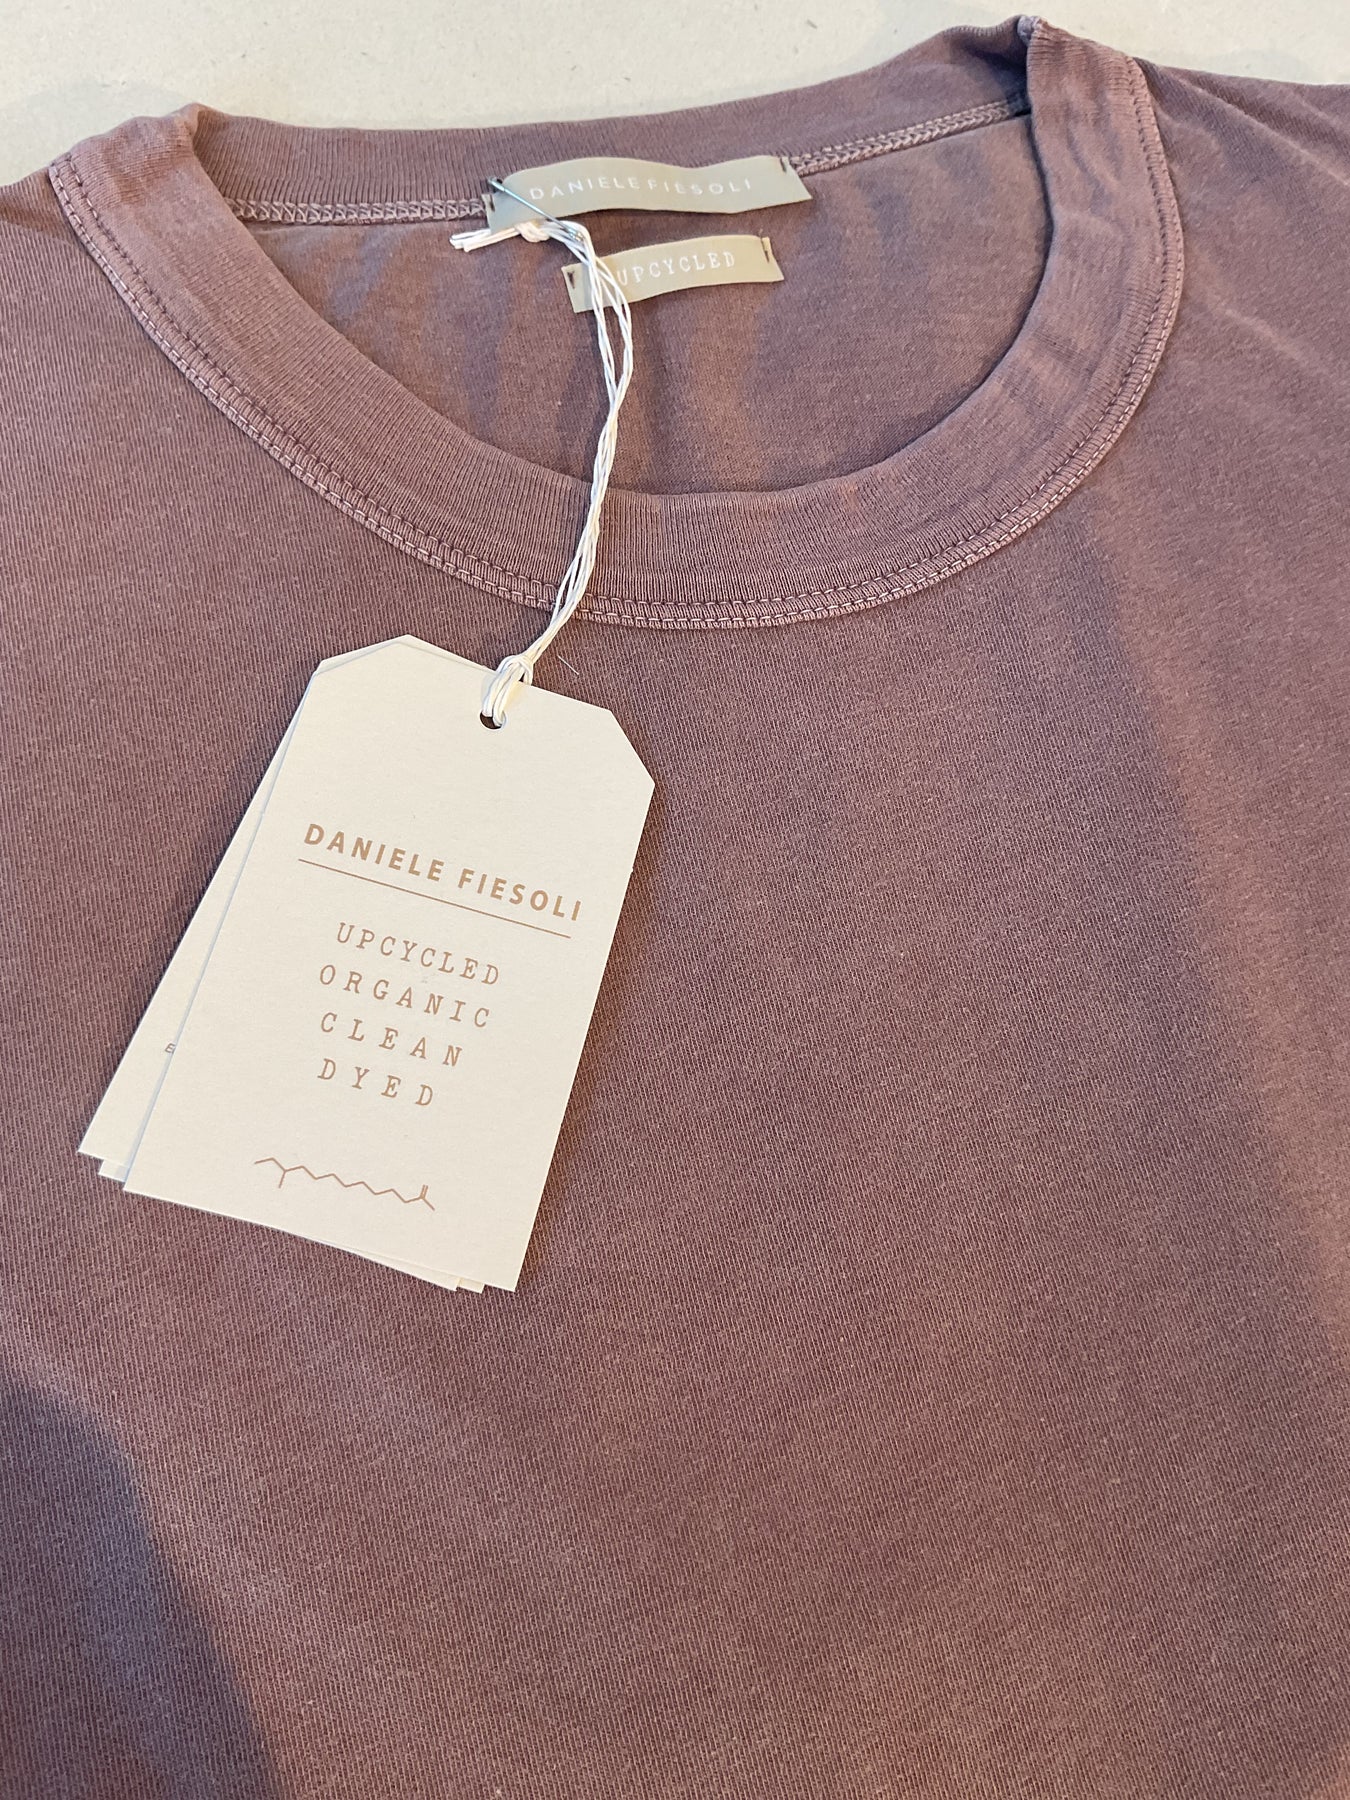 DANIELE FIESOLI
UPCYCLED
DANIELE FIESOLI
UPCYCLED
ORGANIC
CLEAN
DYED